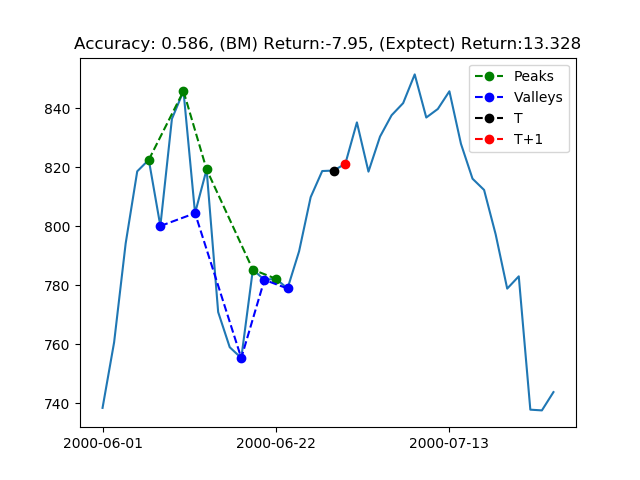 Accuracy: 0.586, (BM) Return:-7.95, (Exptect) Return:13.328
Peaks
Valleys
T
T+1
840
820
800
780
760
740
2000-06-01
2000-06-22
2000-07-13